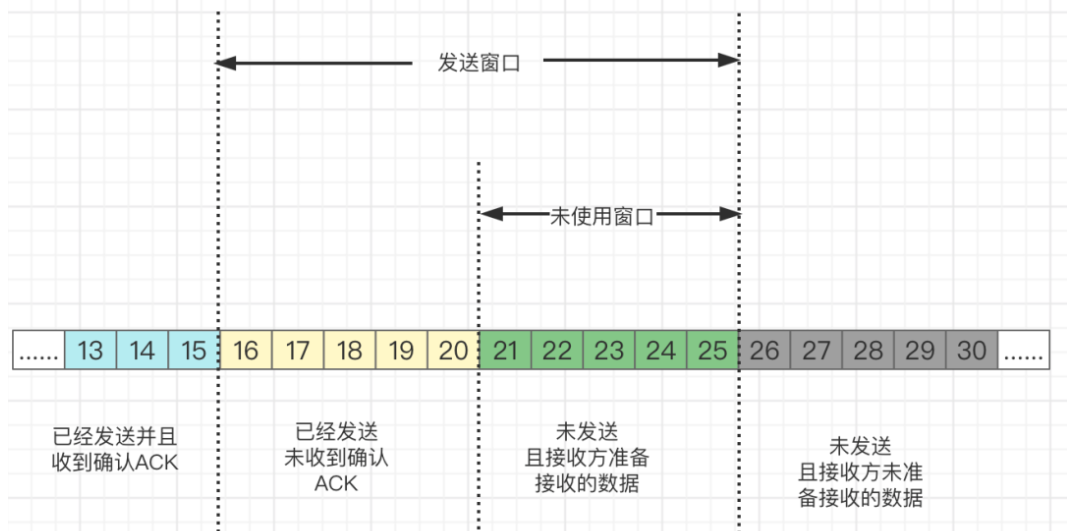 发送窗口
未使用窗口
...... 13 14 15 16 17 18 19 20 21 22 23 24 25 26 27 28 29 30 ......
已经发送并且
收到确认ACK
已经发送
未收到确认
ACK
未发送
且接收方准备
接收的数据
未发送
且接收方未准
备接收的数据